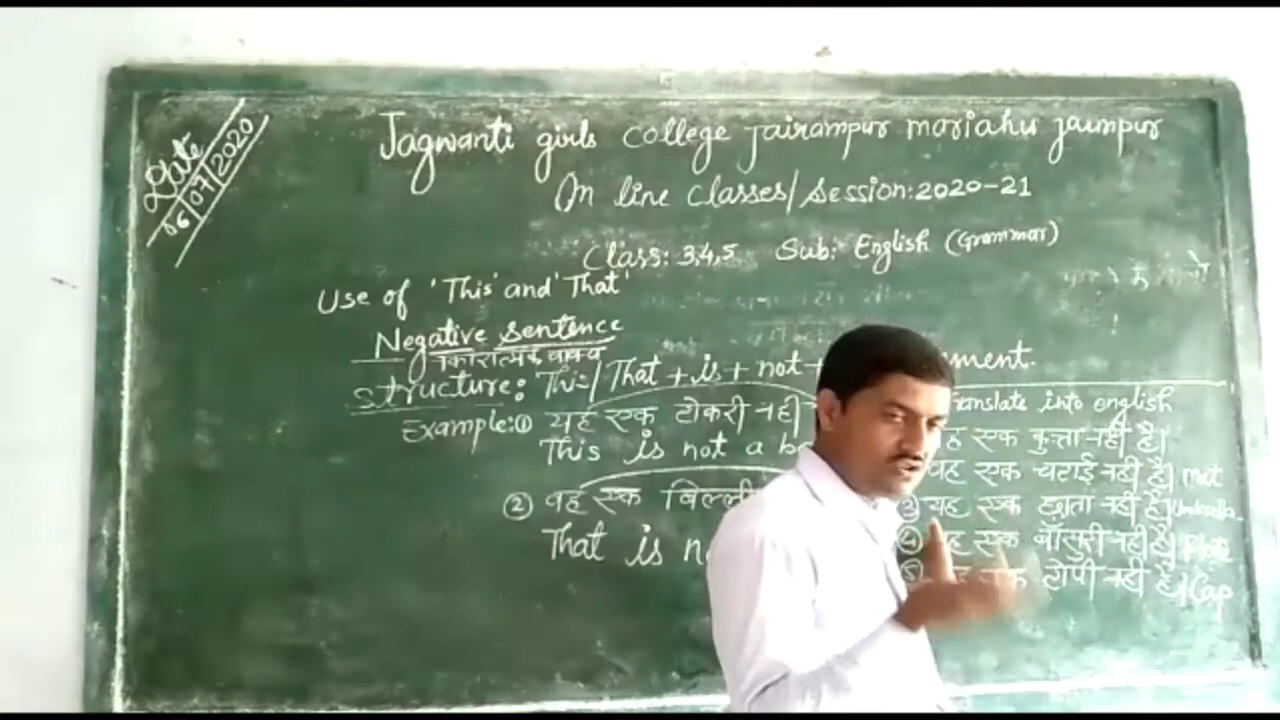 Date
06/07/2020
Jagwanti girls college jairampur mariahu jaunpur
On line classes/Session:2020-21
Class: 3,4,5 Sub: English (Grammar)
Use of 'This' and 'That'
Negative sentence
नकारात्मक वाक्य
Structure: This/That + is + not +
Example:① यह एक टोकरी नही
This is not a
② वह एक बिल्ली
That is
translate into english
एक कुत्ता नही है।
वह एक चटाई नही है। mat
③ यह एक छाता नही है। Umbrella
④ एक बाँसुरी नही है।
⑤ एक टोपी नही है। Cap